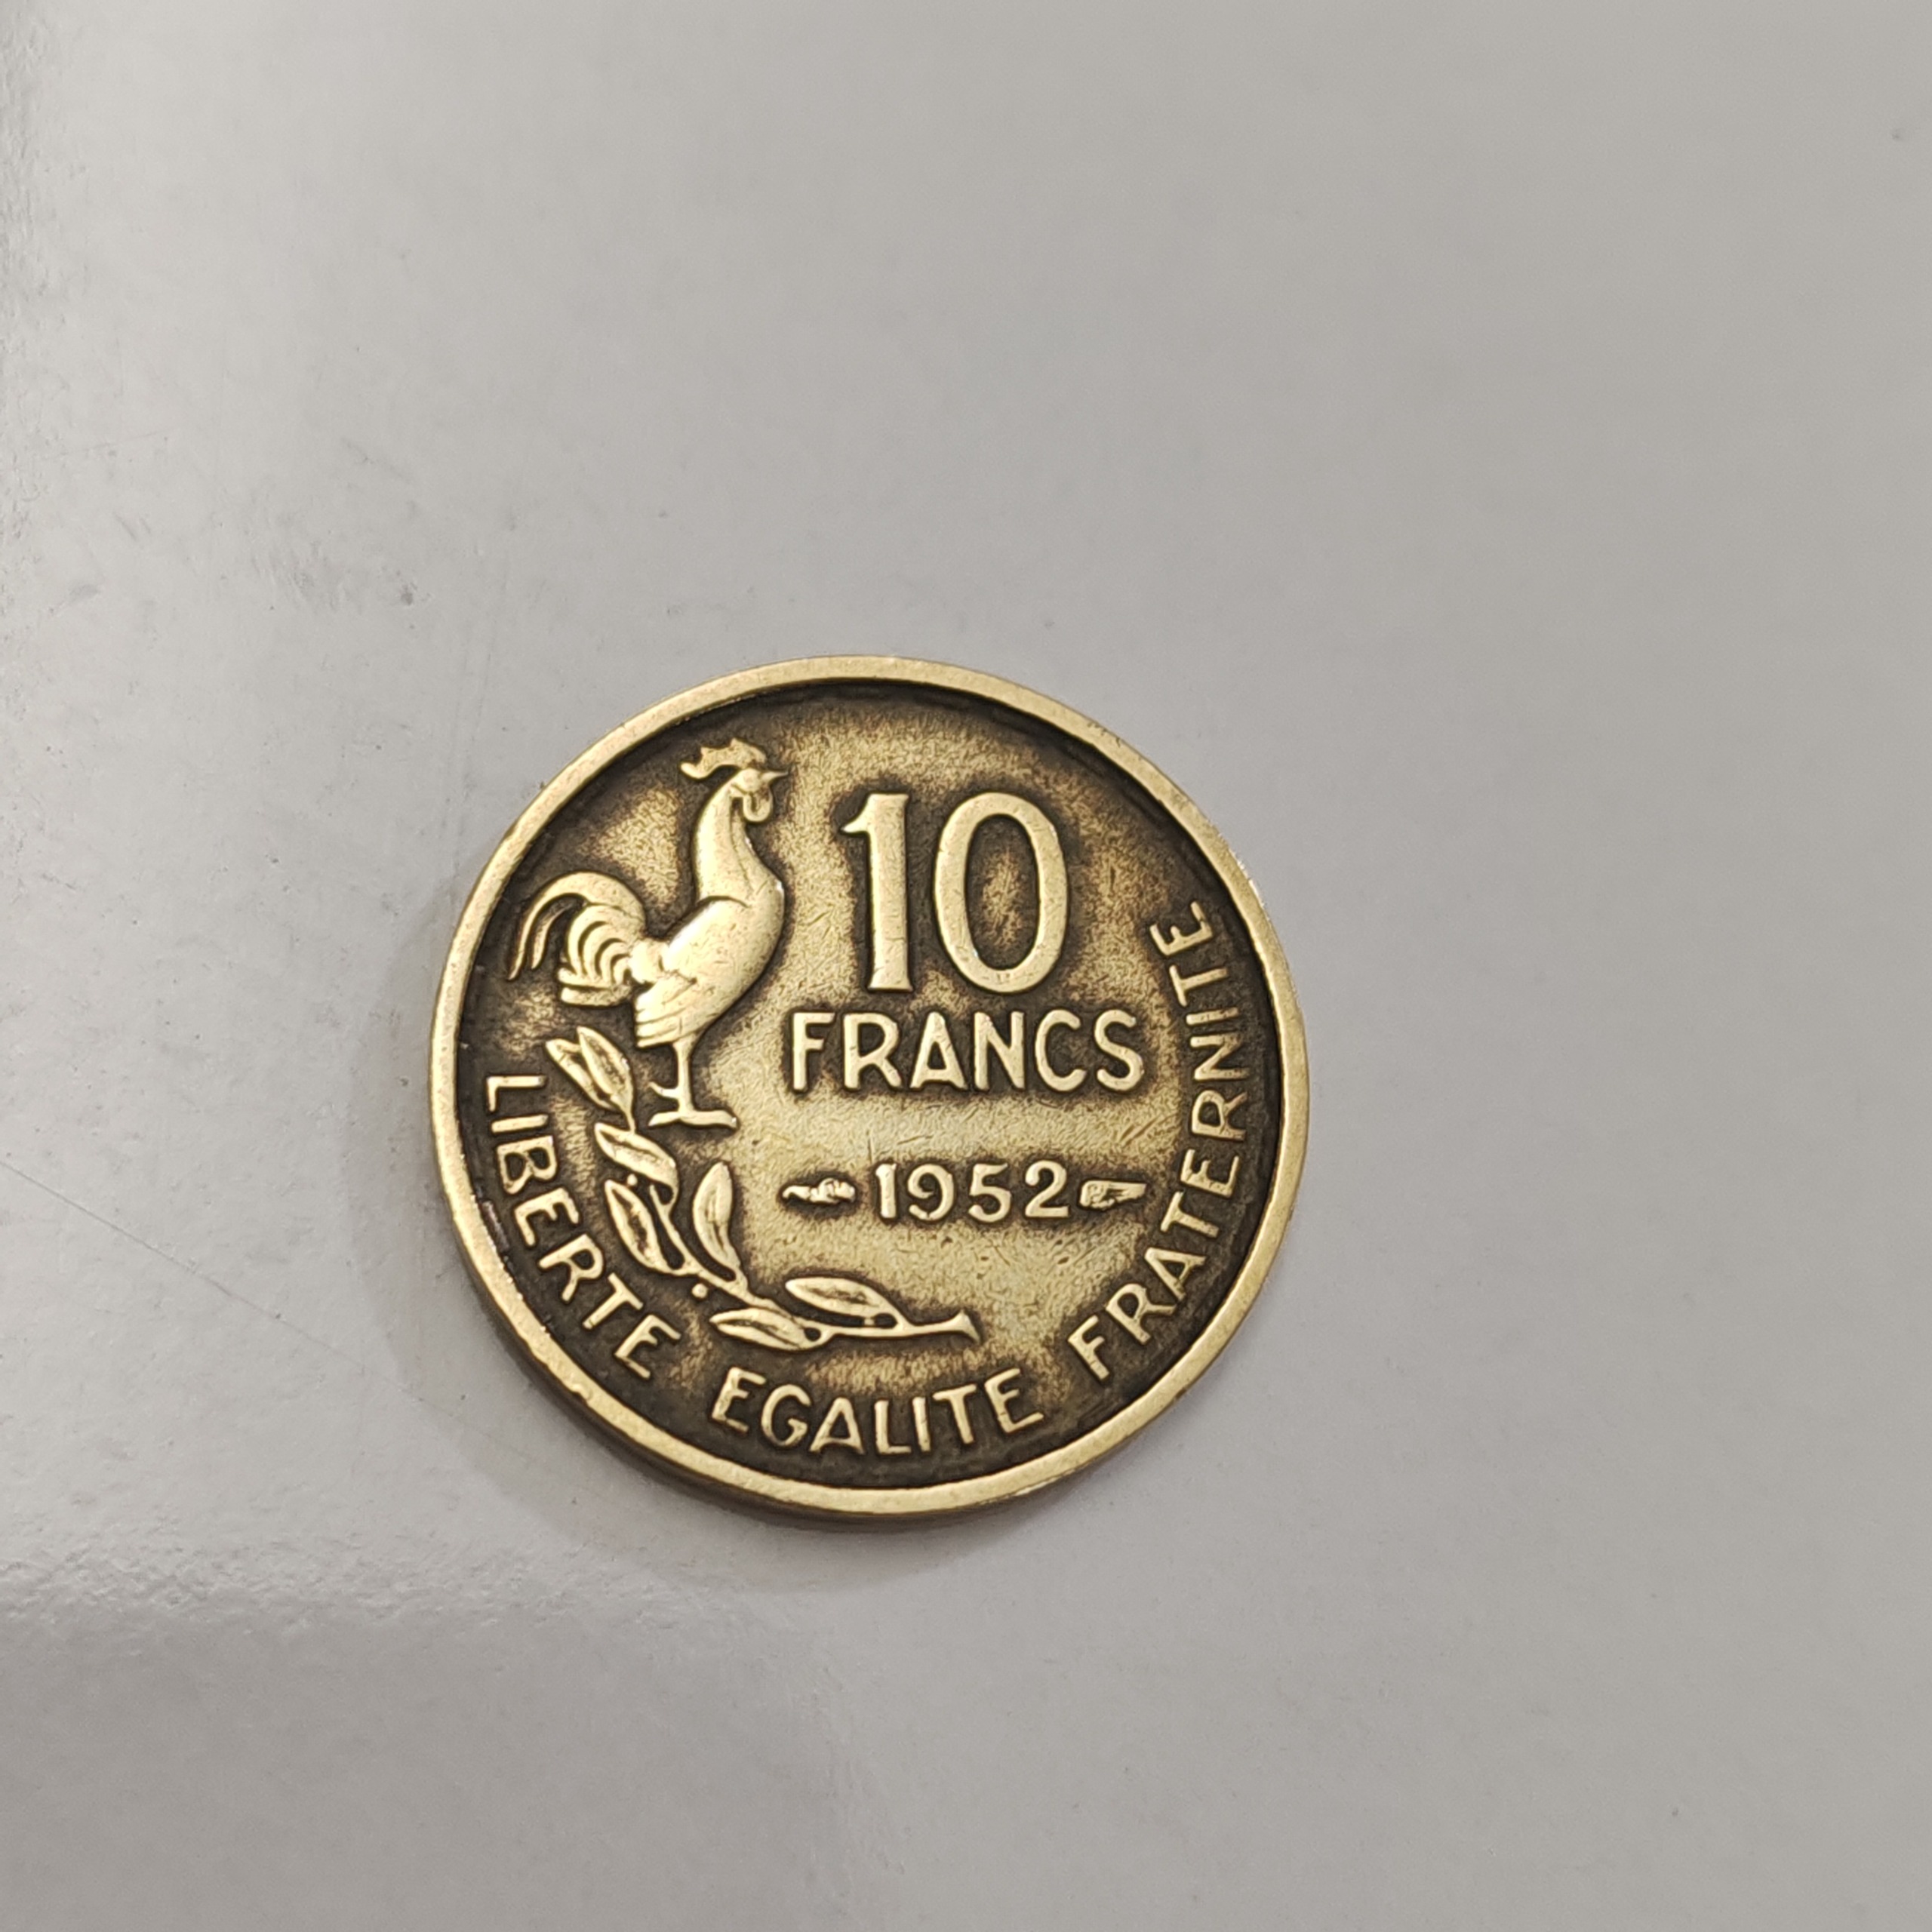 10
FRANCS
1952
LIBERTE EGALITE FRATERNITE